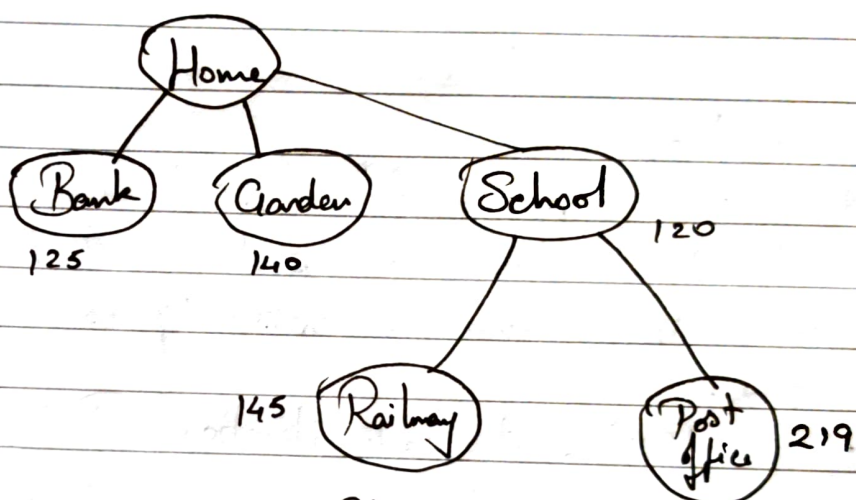 Home
Bank
Garden
School
120
125
140
145
Railway
Post
office
219